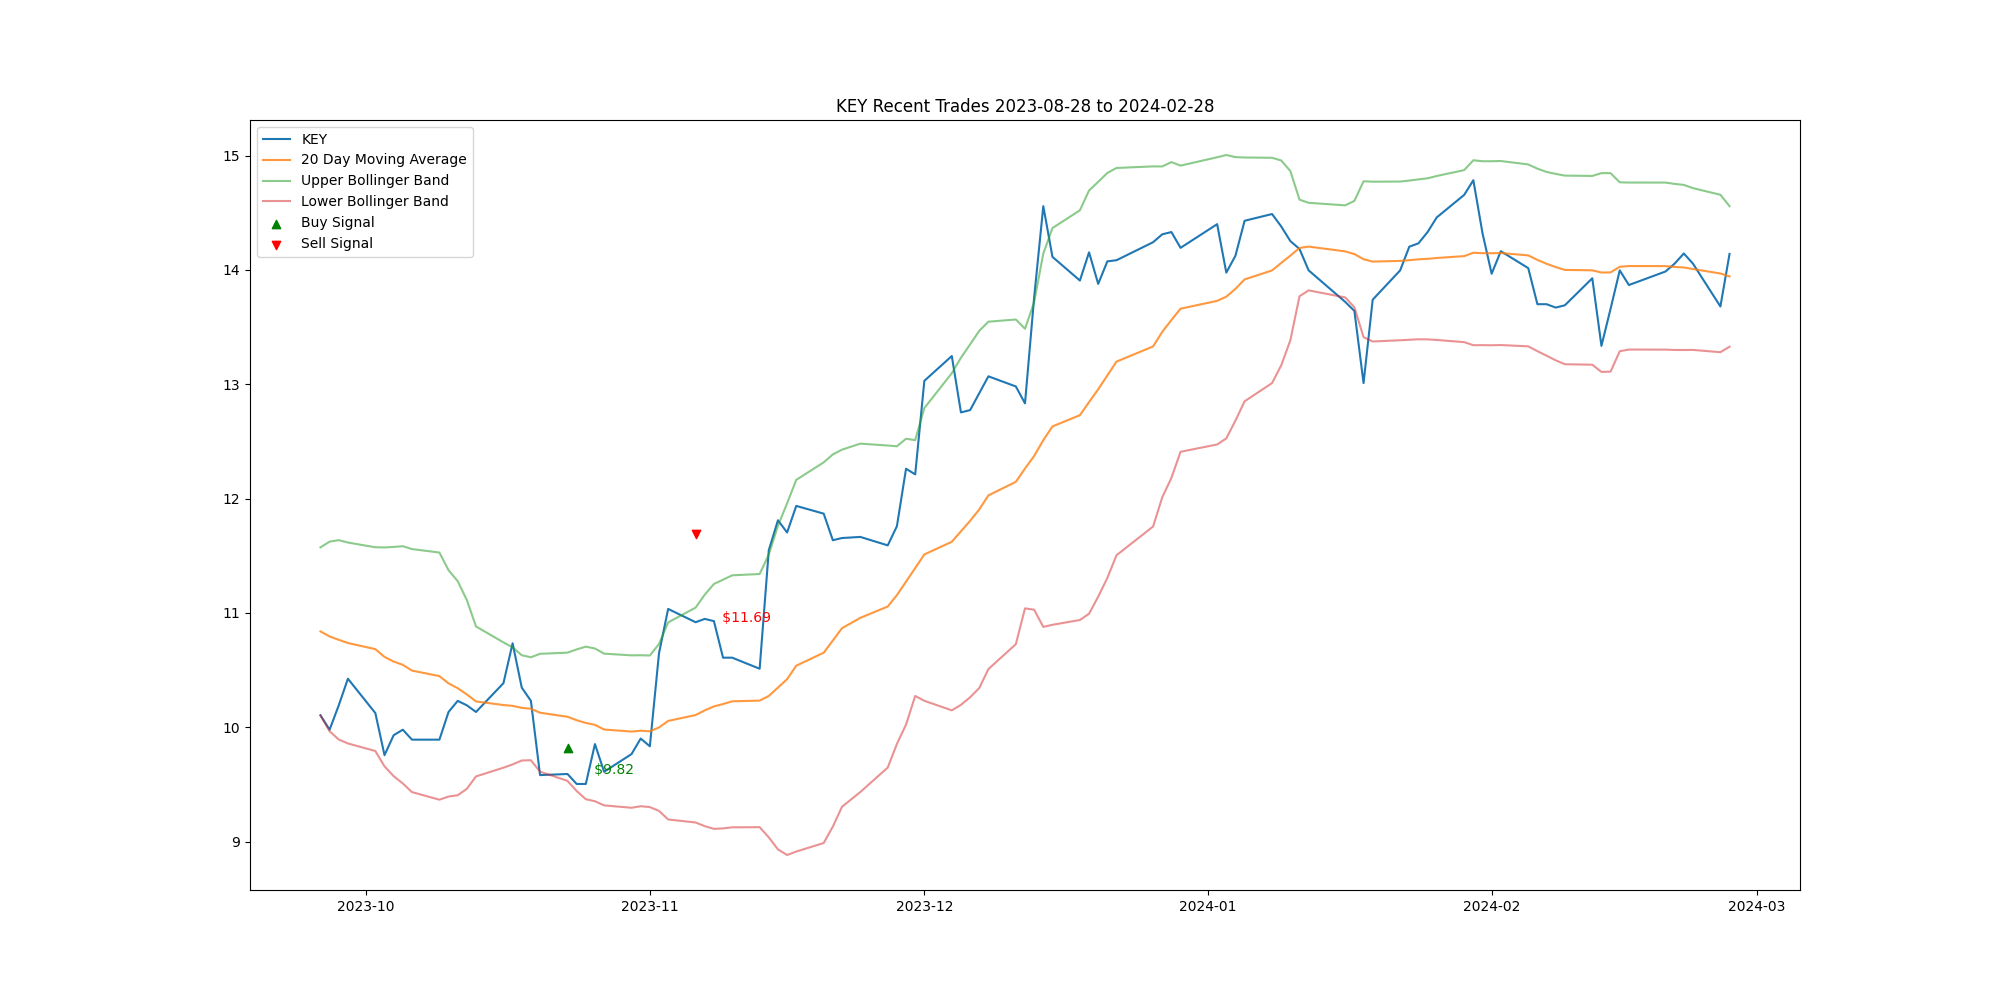 KEY Recent Trades 2023-08-28 to 2024-02-28
KEY
20 Day Moving Average
Upper Bollinger Band
Lower Bollinger Band
Buy Signal
Sell Signal
15
14
13
12
11
10
9
$11.69
$9.82
2023-10
2023-11
2023-12
2024-01
2024-02
2024-03